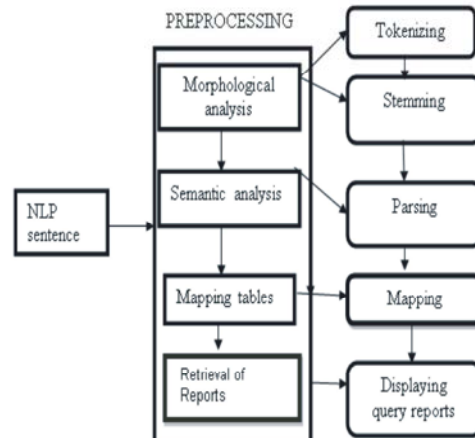 PREPROCESSING
Morphological
analysis
Semantic analysis
Mapping tables
Retrieval of
Reports
NLP
sentence
Tokenizing
Stemming
Parsing
Mapping
Displaying
query reports